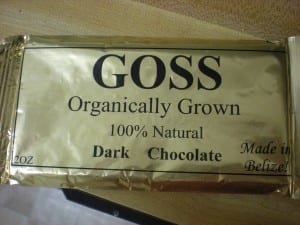 GOSS
Organically Grown
100% Natural
Dark Chocolate
Made in
Belize!
2OZ